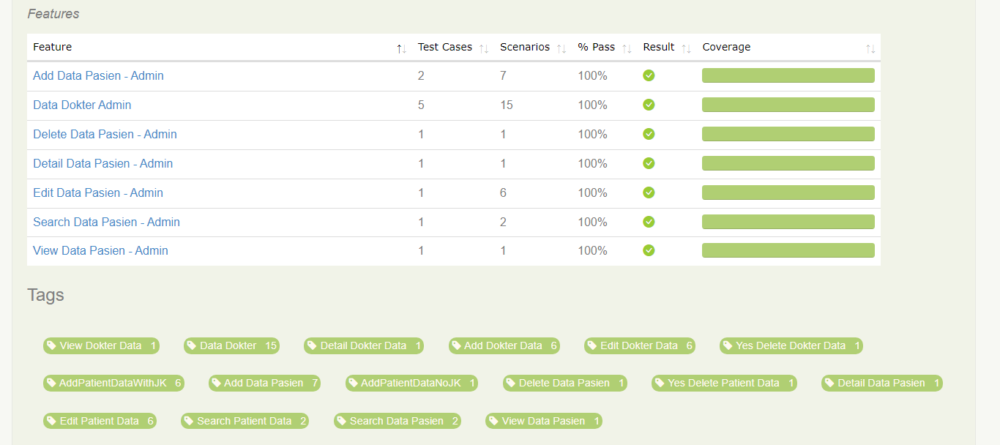 Features
Feature Test Cases Scenarios % Pass Result Coverage
Add Data Pasien - Admin 2 7 100%
Data Dokter Admin 5 15 100%
Delete Data Pasien - Admin 1 1 100%
Detail Data Pasien - Admin 1 1 100%
Edit Data Pasien - Admin 1 6 100%
Search Data Pasien - Admin 1 2 100%
View Data Pasien - Admin 1 1 100%
Tags
View Dokter Data 1 Data Dokter 15 Detail Dokter Data 1 Add Dokter Data 6 Edit Dokter Data 6 Yes Delete Dokter Data 1
AddPatientDataWithJK 6 Add Data Pasien 7 AddPatientDataNoJK 1 Delete Data Pasien 1 Yes Delete Patient Data 1 Detail Data Pasien 1
Edit Patient Data 6 Search Patient Data 2 Search Data Pasien 2 View Data Pasien 1